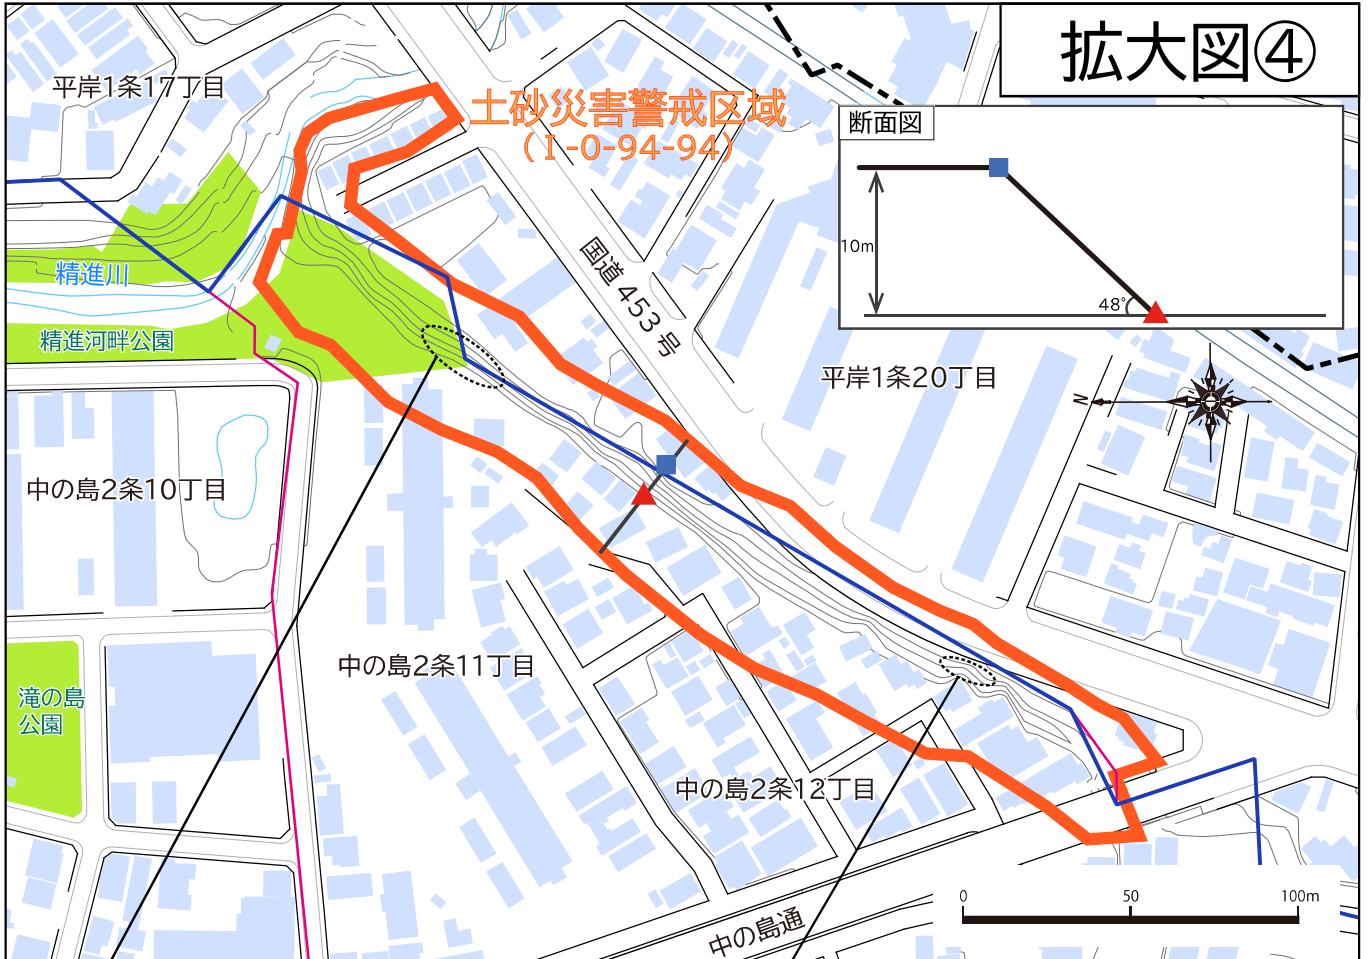 拡大図④
平岸1条17丁目
土砂災害警戒区域
（Ⅰ-0-94-94）
断面図
10m
48°
国道453号
精進川
精進河畔公園
平岸1条20丁目
N
中の島2条10丁目
中の島2条11丁目
滝の島
公園
中の島2条12丁目
中の島通
0 50 100m